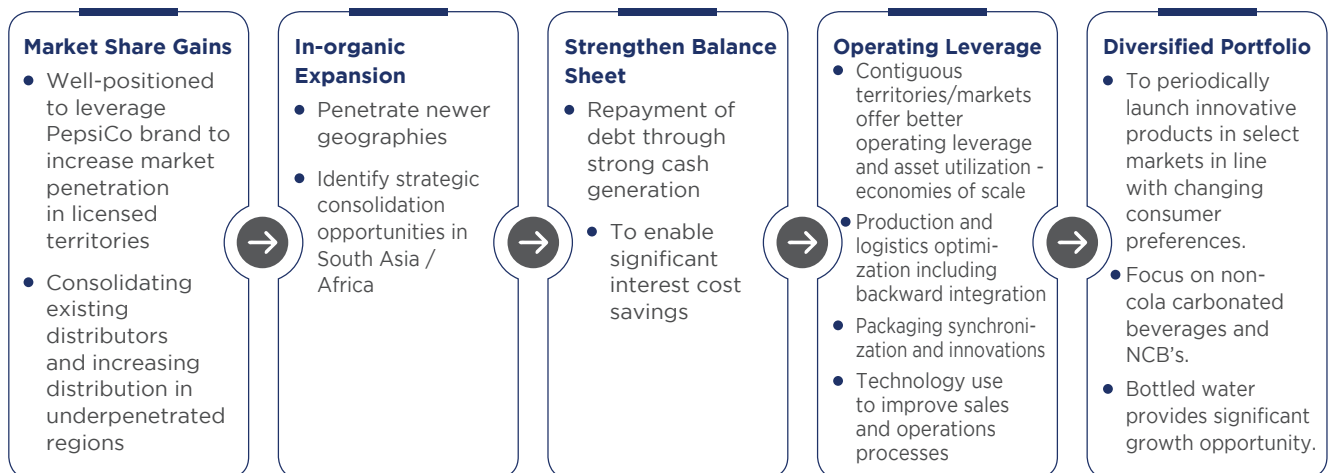 Market Share Gains
• Well-positioned
to leverage
PepsiCo brand to
increase market
penetration
in licensed
territories
• Consolidating
existing
distributors
and increasing
distribution in
underpenetrated
regions
In-organic
Expansion
• Penetrate newer
geographies
• Identify strategic
consolidation
opportunities in
South Asia /
Africa
Strengthen Balance
Sheet
• Repayment of
debt through
strong cash
generation
• To enable
significant
interest cost
savings
Operating Leverage
• Contiguous
territories/markets
offer better
operating leverage
and asset utilization -
economies of scale
• Production and
logistics optimi-
zation including
backward integration
• Packaging synchroni-
zation and innovations
• Technology use
to improve sales
and operations
processes
Diversified Portfolio
• To periodically
launch innovative
products in select
markets in line
with changing
consumer
preferences.
• Focus on non-
cola carbonated
beverages and
NCB's.
• Bottled water
provides significant
growth opportunity.